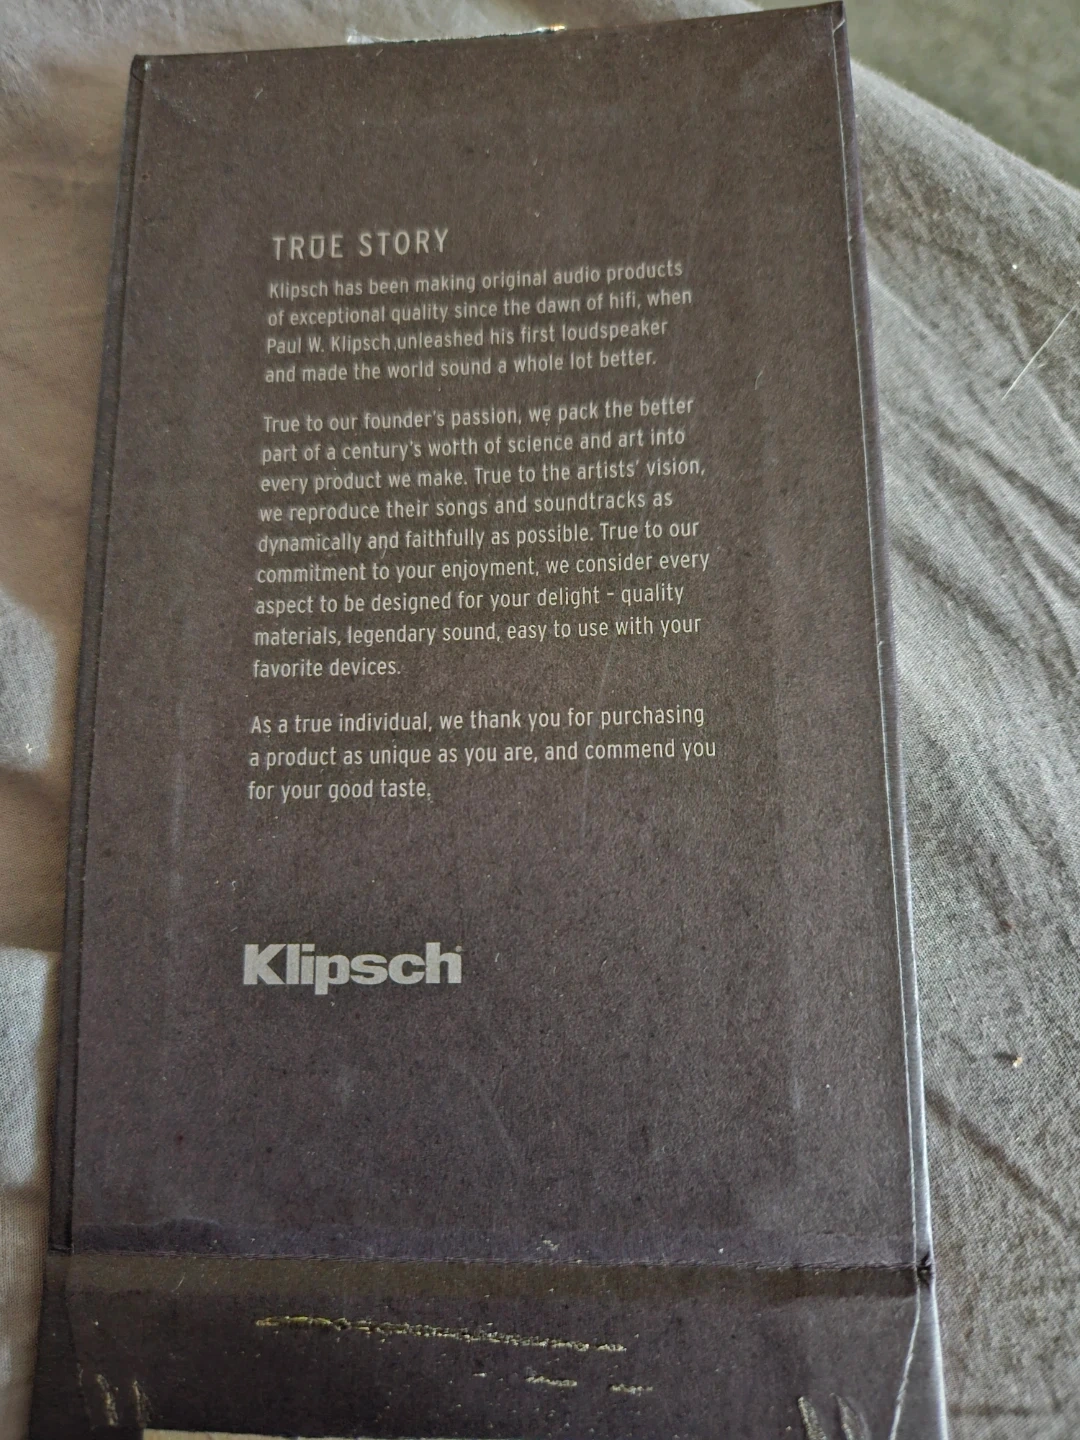 TRUE STORY
Klipsch has been making original audio products
of exceptional quality since the dawn of hifi, when
Paul W. Klipsch unleashed his first loudspeaker
and made the world sound a whole lot better.
True to our founder's passion, we pack the better
part of a century's worth of science and art into
every product we make. True to the artists' vision,
we reproduce their songs and soundtracks as
dynamically and faithfully as possible. True to our
commitment to your enjoyment, we consider every
aspect to be designed for your delight – quality
materials, legendary sound, easy to use with your
favorite devices.
As a true individual, we thank you for purchasing
a product as unique as you are, and commend you
for your good taste.
Klipsch